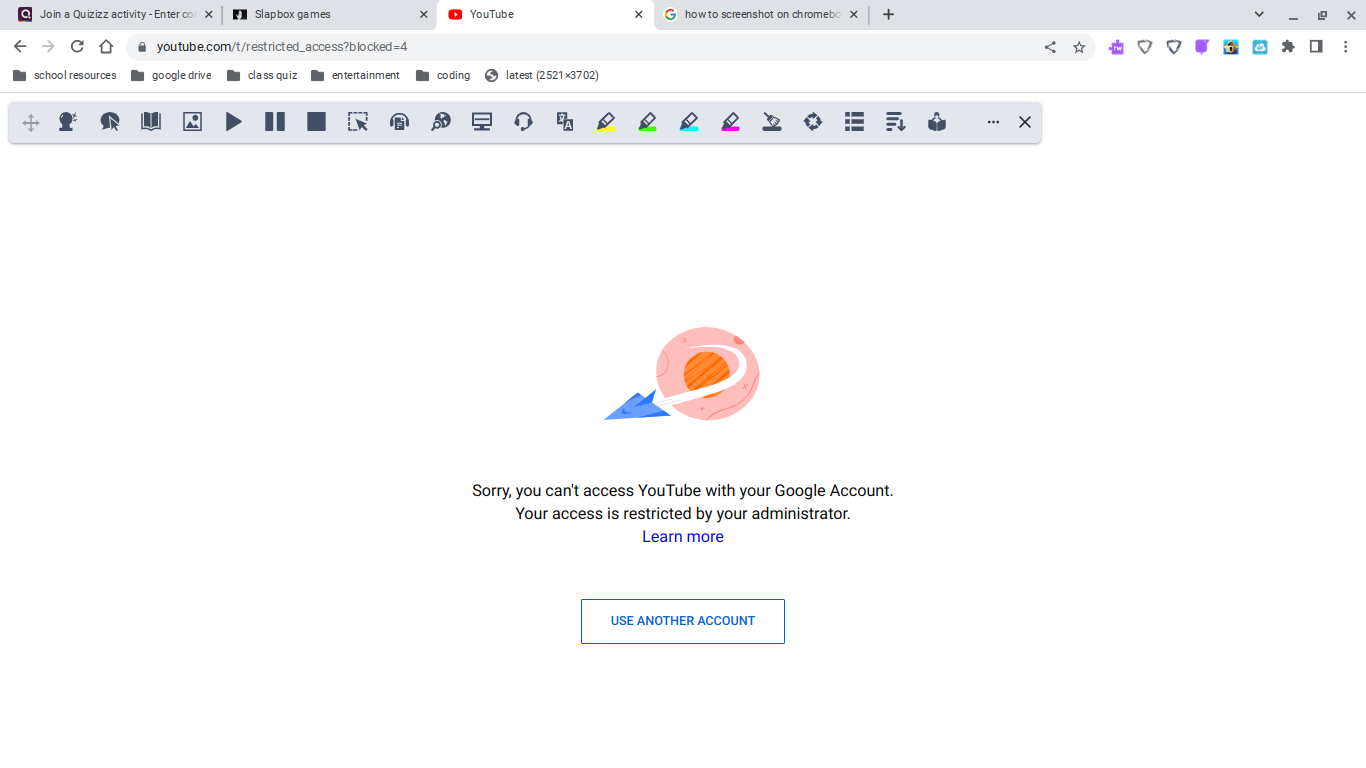 Join a Quizizz activity - Enter co
Slapbox games
YouTube
how to screenshot on chromebo
youtube.com/t/restricted_access?blocked=4
rw
school resources
google drive
class quiz
entertainment
coding
latest (2521×3702)
Sorry, you can't access YouTube with your Google Account.
Your access is restricted by your administrator.
Learn more
USE ANOTHER ACCOUNT